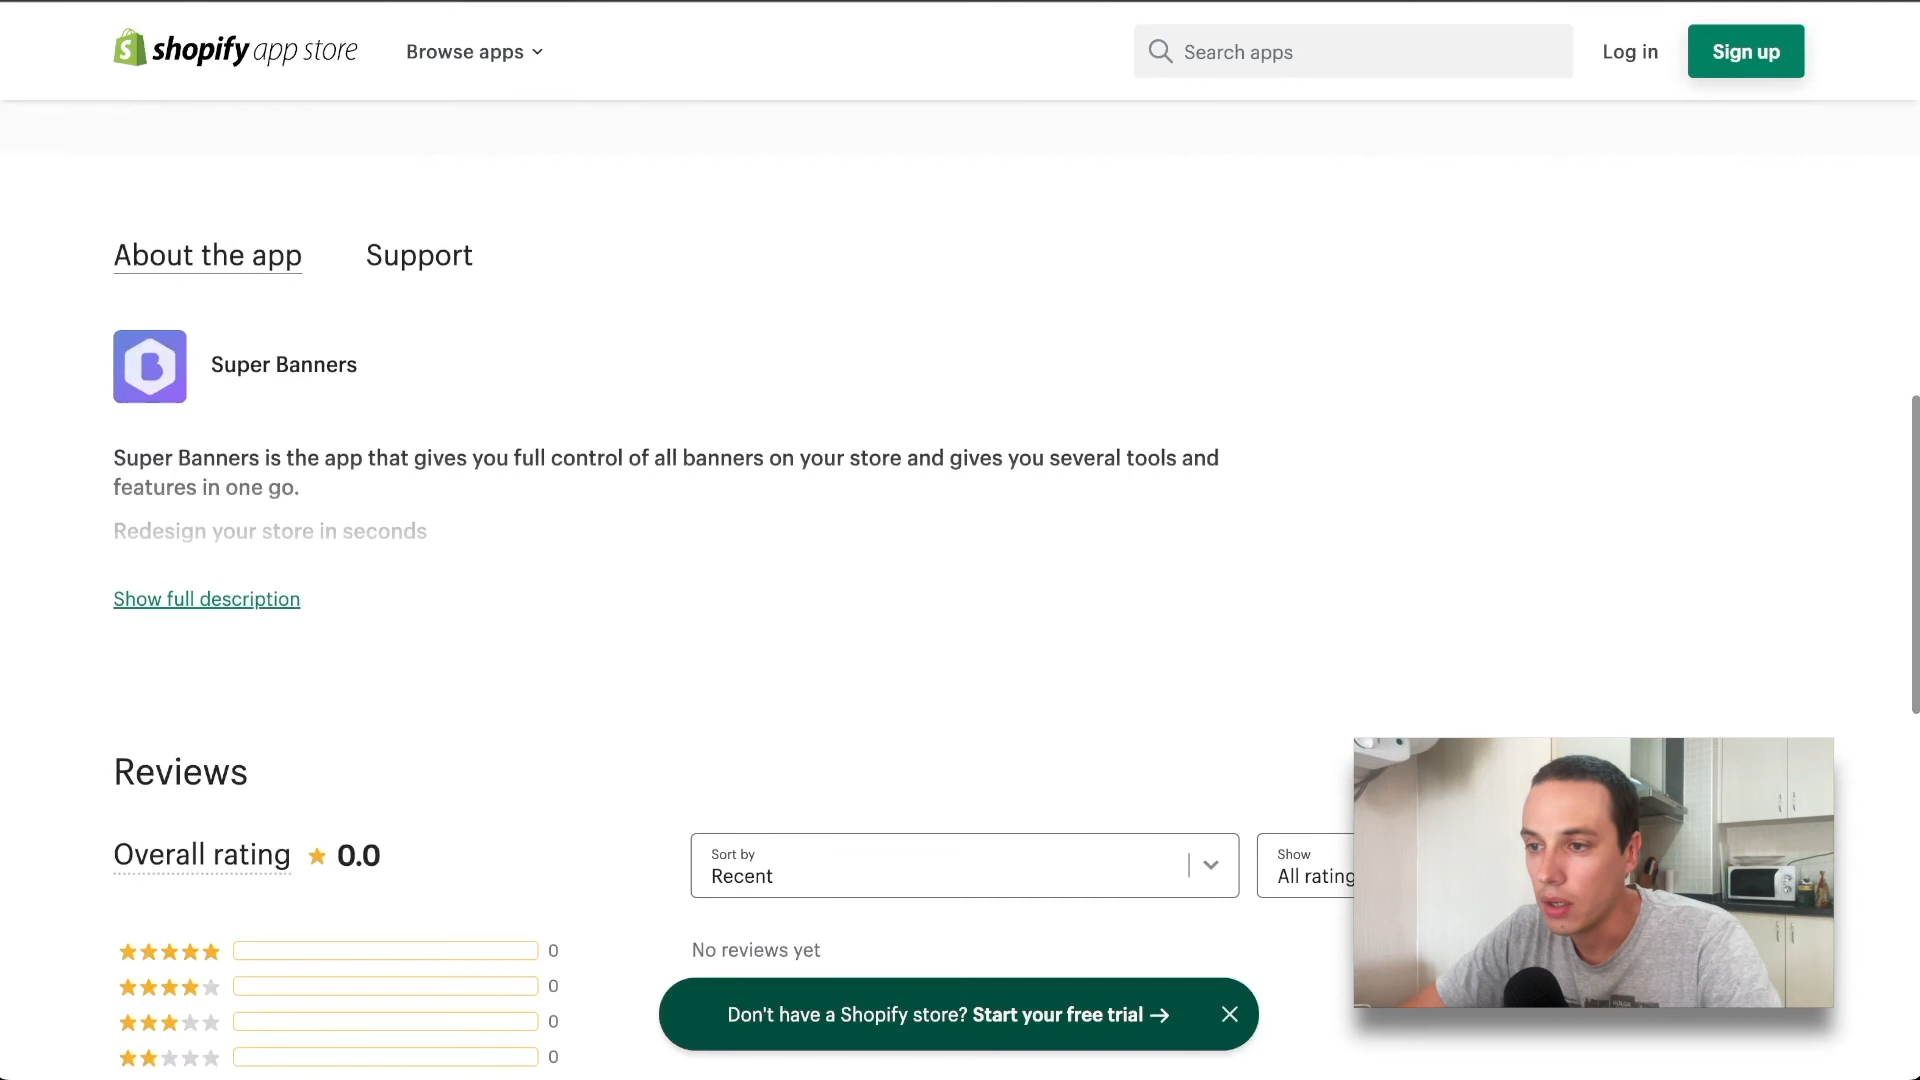 shopify app store
Browse apps
Search apps
Log in
Sign up
About the app
Support
Super Banners
Super Banners is the app that gives you full control of all banners on your store and gives you several tools and
features in one go.
Redesign your store in seconds
Show full description
Reviews
Overall rating
0.0
Sort by
Recent
Show
All rating
0
No reviews yet
0
Don't have a Shopify store? Start your free trial →
0
0